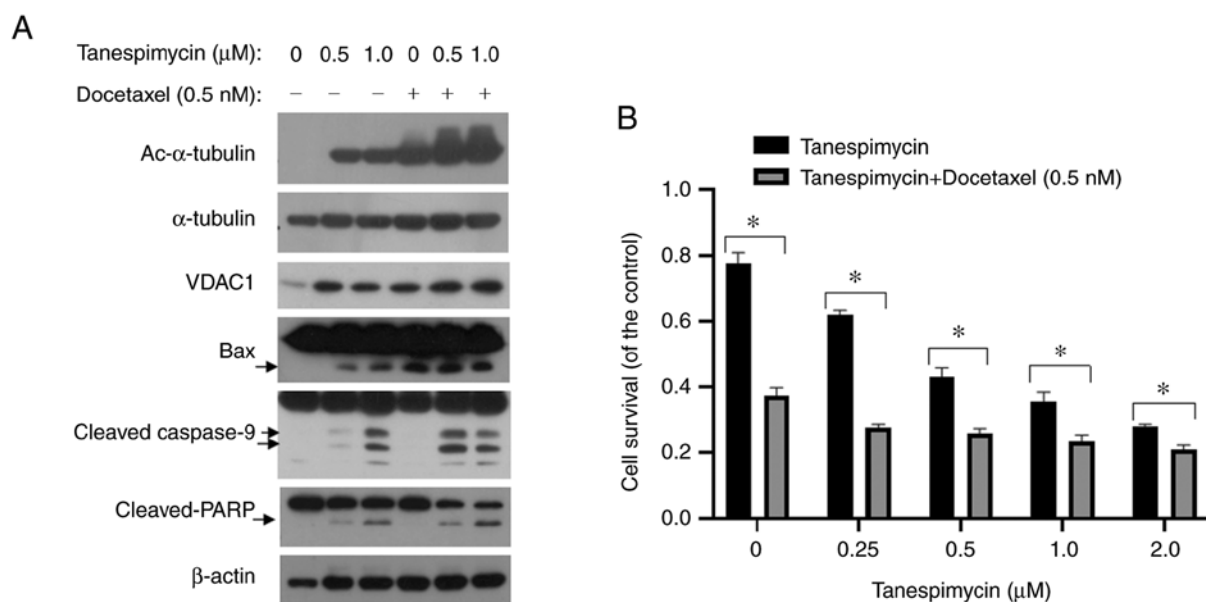 A
Tanespimycin (μM): 0 0.5 1.0 0 0.5 1.0
Docetaxel (0.5 nM): – – – + + +
Ac-α-tubulin
α-tubulin
VDAC1
Bax
Cleaved caspase-9
Cleaved-PARP
β-actin
B
Tanespimycin
Tanespimycin+Docetaxel (0.5 nM)
Cell survival (of the control)
1.0
0.8
0.6
0.4
0.2
0.0
* * * * *
0 0.25 0.5 1.0 2.0
Tanespimycin (μM)